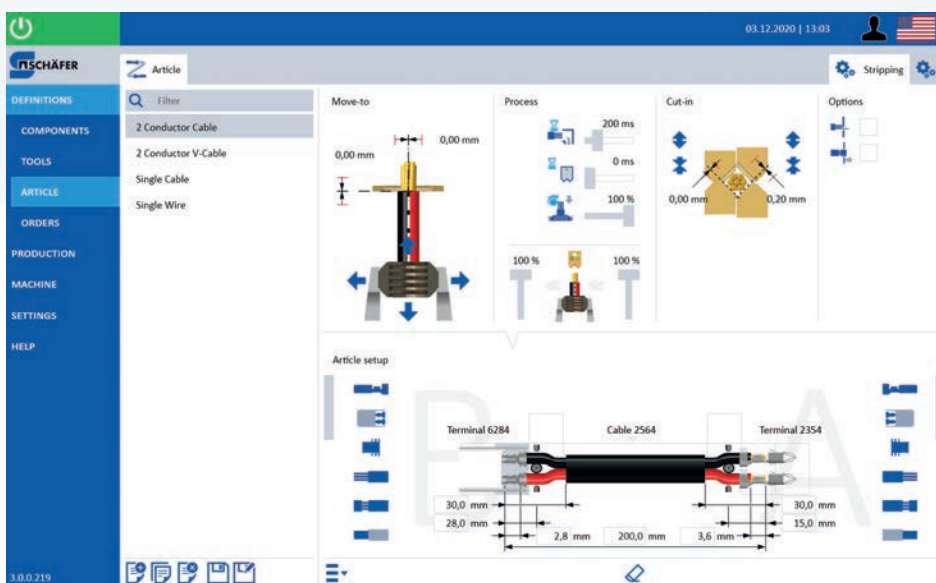 03.12.2020 | 13:03
SCHÄFER
Article
Stripping
DEFINITIONS
COMPONENTS
TOOLS
ARTICLE
ORDERS
PRODUCTION
MACHINE
SETTINGS
HELP
3.0.0.219
Filter
2 Conductor Cable
2 Conductor V-Cable
Single Cable
Single Wire
Move-to
0,00 mm
0,00 mm
Process
200 ms
0 ms
100 %
100 %
100 %
Cut-in
0,00 mm
0,20 mm
Options
Article setup
B
A
Terminal 6284
Cable 2564
Terminal 2354
30,0 mm
30,0 mm
28,0 mm
15,0 mm
2,8 mm
200,0 mm
3,6 mm